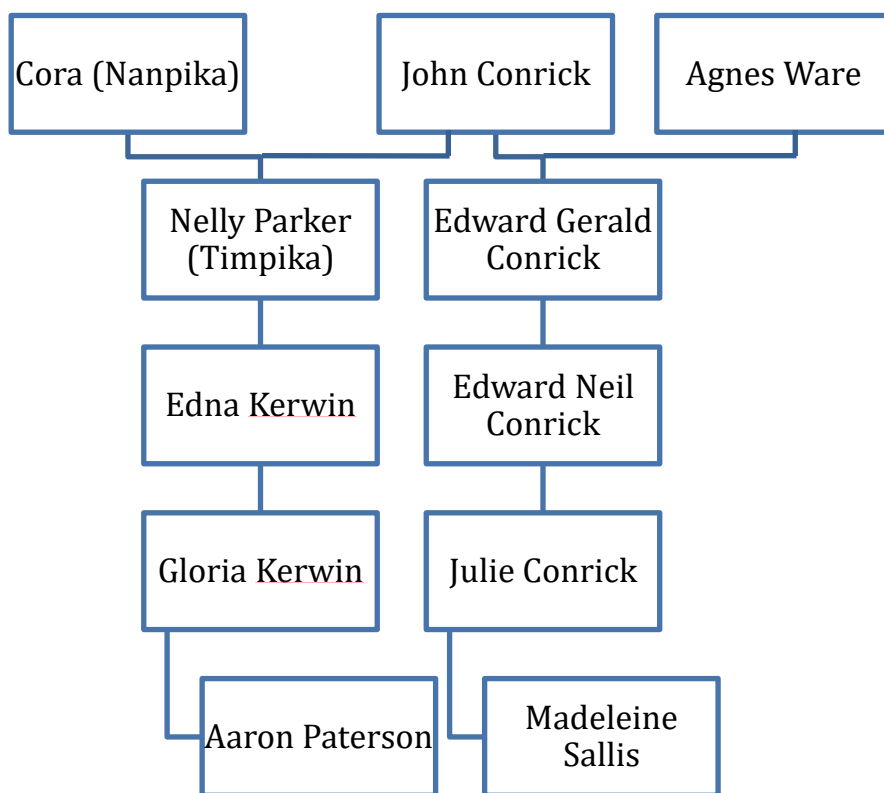 Cora (Nanpika)
John Conrick
Agnes Ware
Nelly Parker
(Timpika)
Edward Gerald
Conrick
Edna Kerwin
Edward Neil
Conrick
Gloria Kerwin
Julie Conrick
Aaron Paterson
Madeleine
Sallis